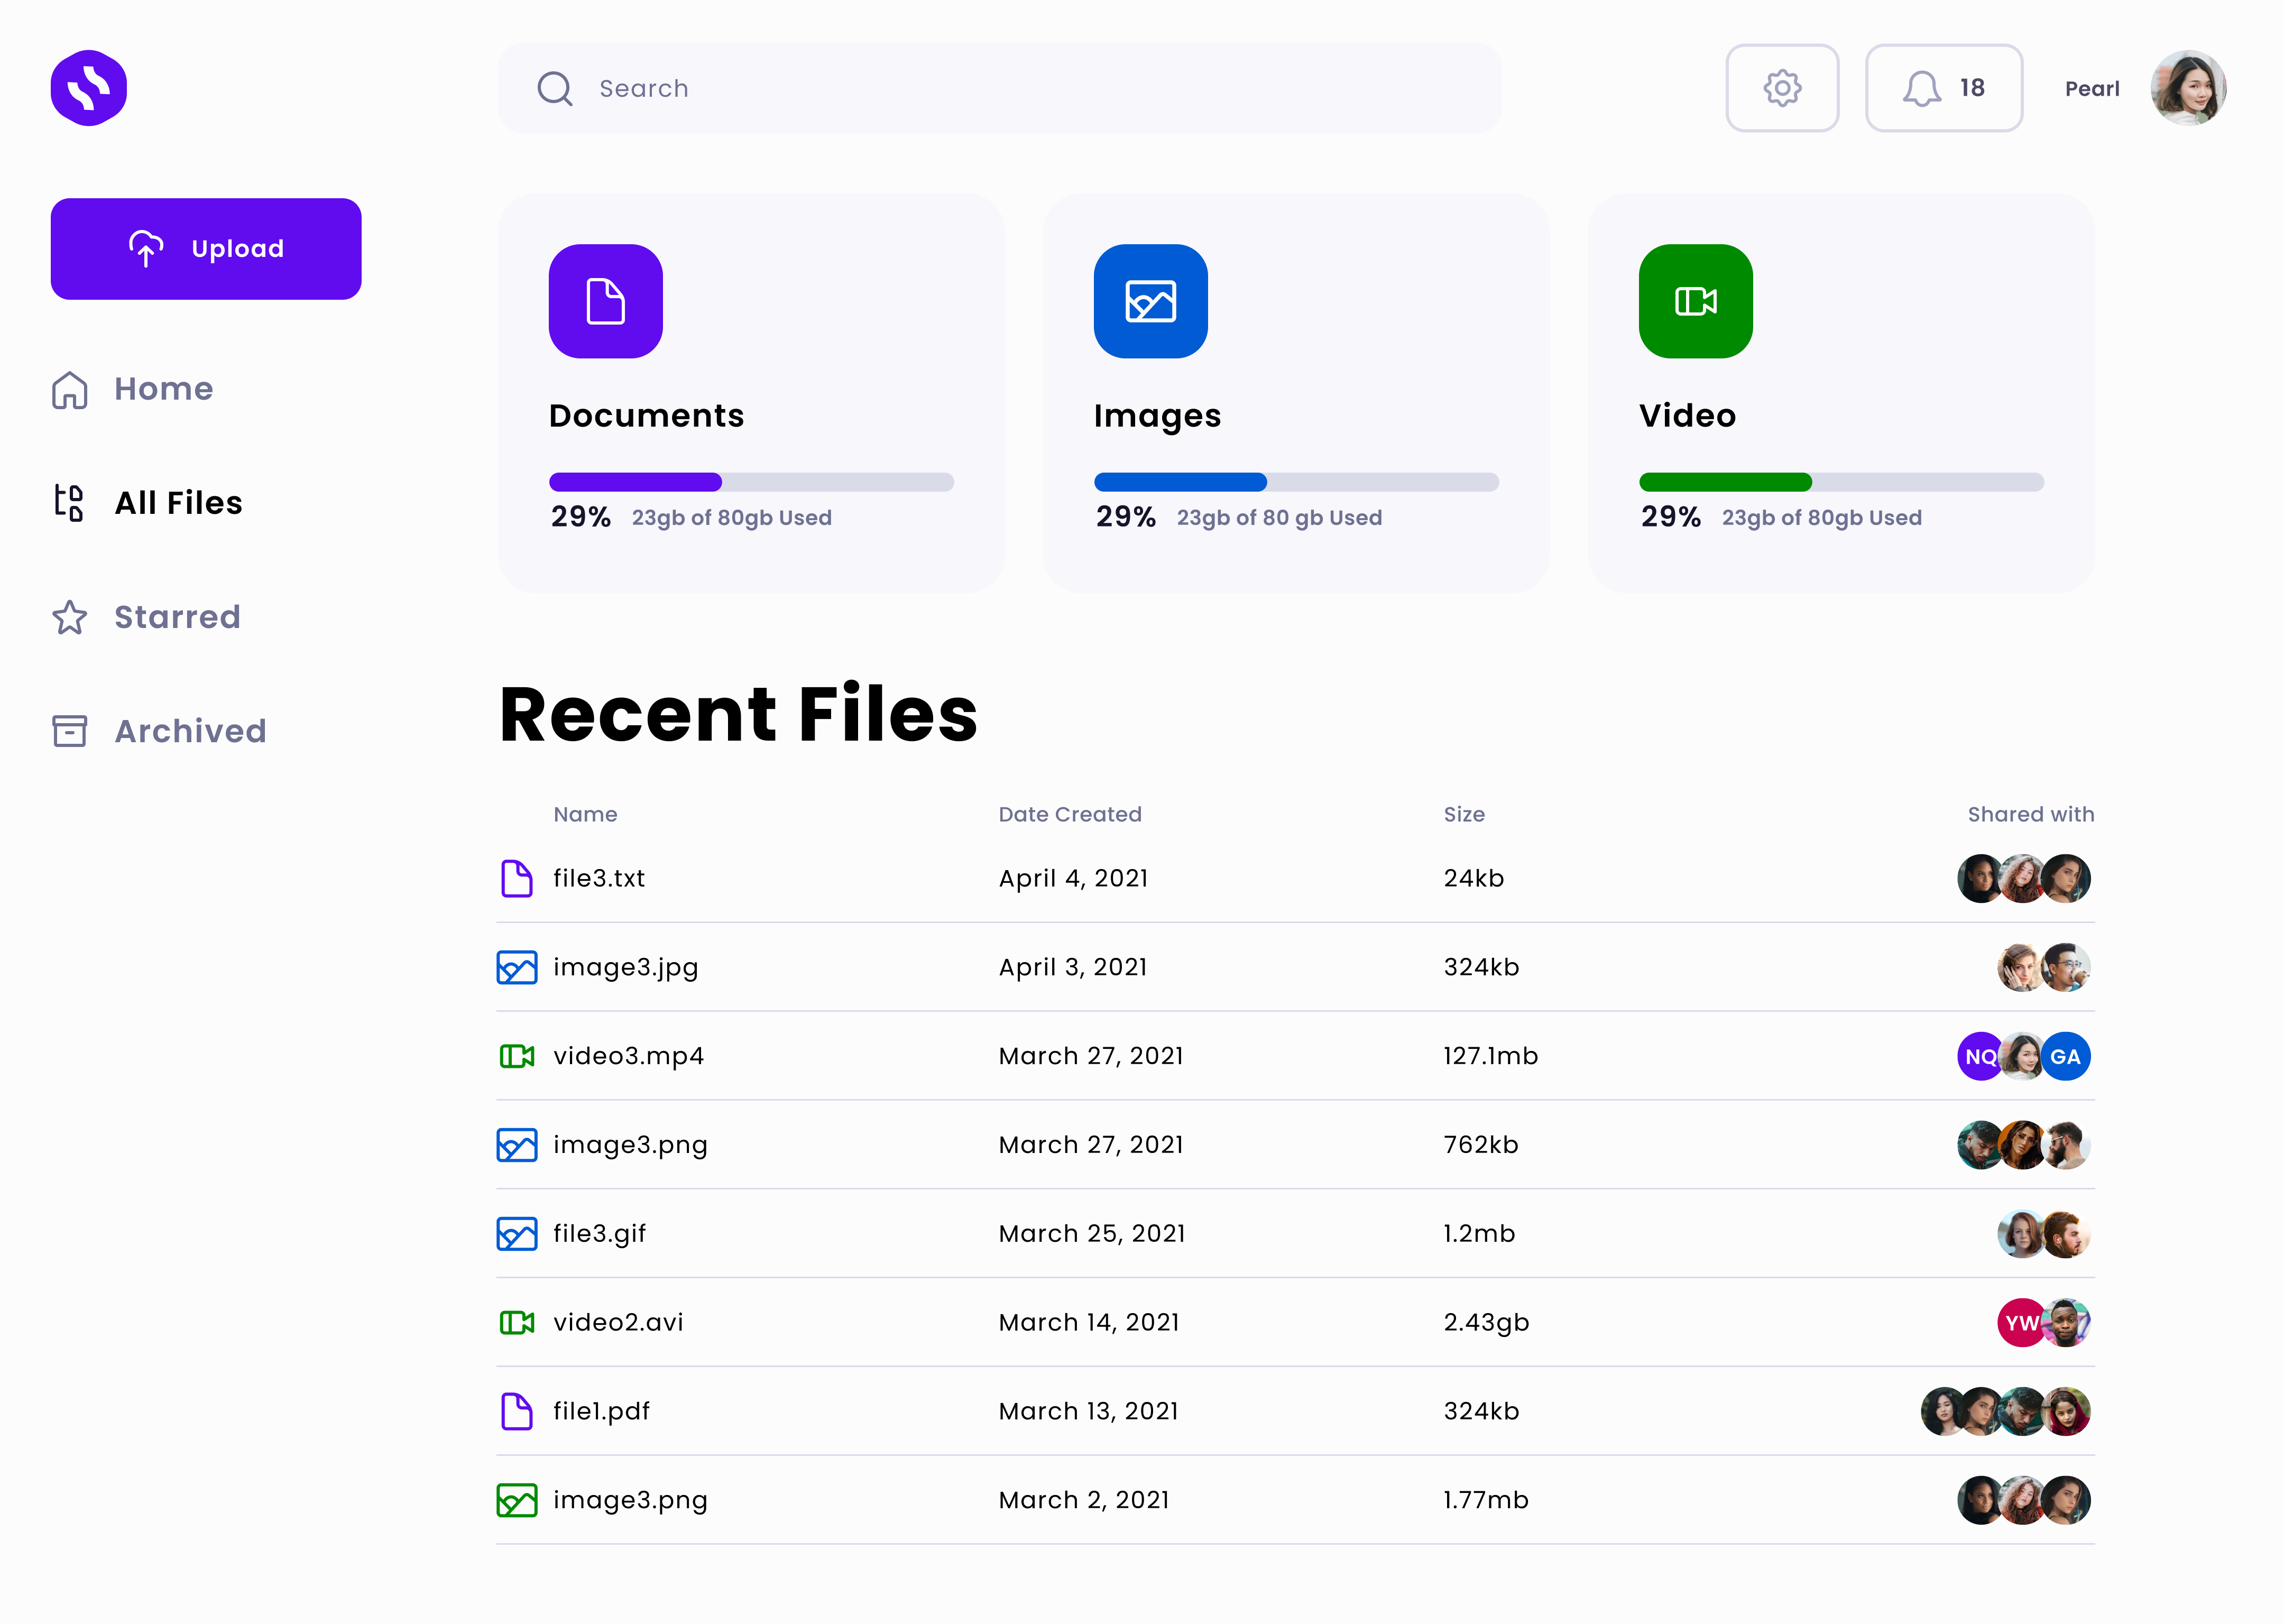 Search
18
Pearl
Upload
Home
All Files
Starred
Archived
Documents
29% 23gb of 80gb Used
Images
29% 23gb of 80 gb Used
Video
29% 23gb of 80gb Used
Recent Files
Name Date Created Size Shared with
file3.txt April 4, 2021 24kb
image3.jpg April 3, 2021 324kb
video3.mp4 March 27, 2021 127.1mb NQ GA
image3.png March 27, 2021 762kb
file3.gif March 25, 2021 1.2mb
video2.avi March 14, 2021 2.43gb YW
file1.pdf March 13, 2021 324kb
image3.png March 2, 2021 1.77mb